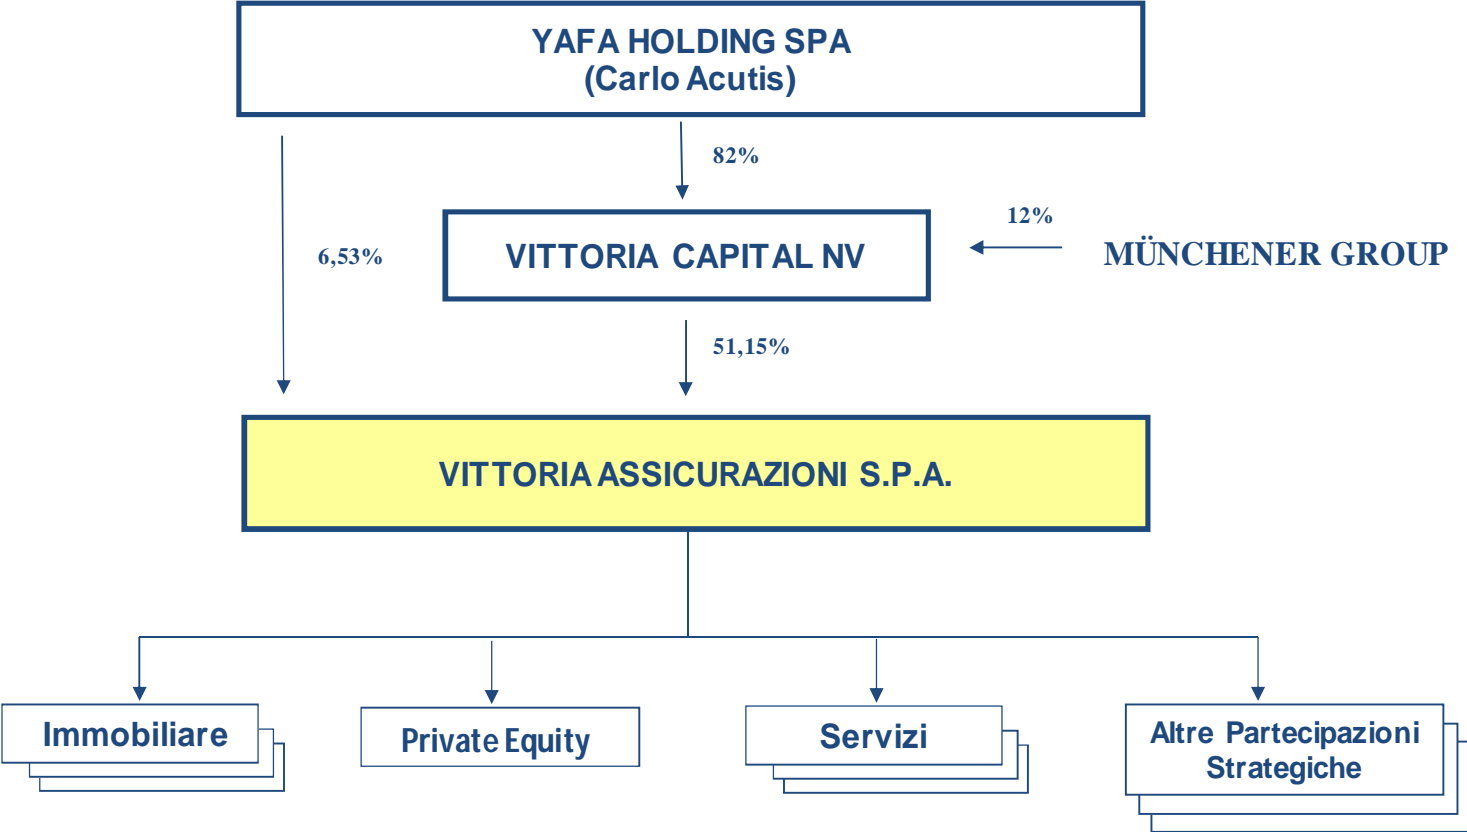 YAFA HOLDING SPA
(Carlo Acutis)
82%
12%
6,53%
VITTORIA CAPITAL NV
MÜNCHENER GROUP
51,15%
VITTORIA ASSICURAZIONI S.P.A.
Immobiliare
Private Equity
Servizi
Altre Partecipazioni
Strategiche